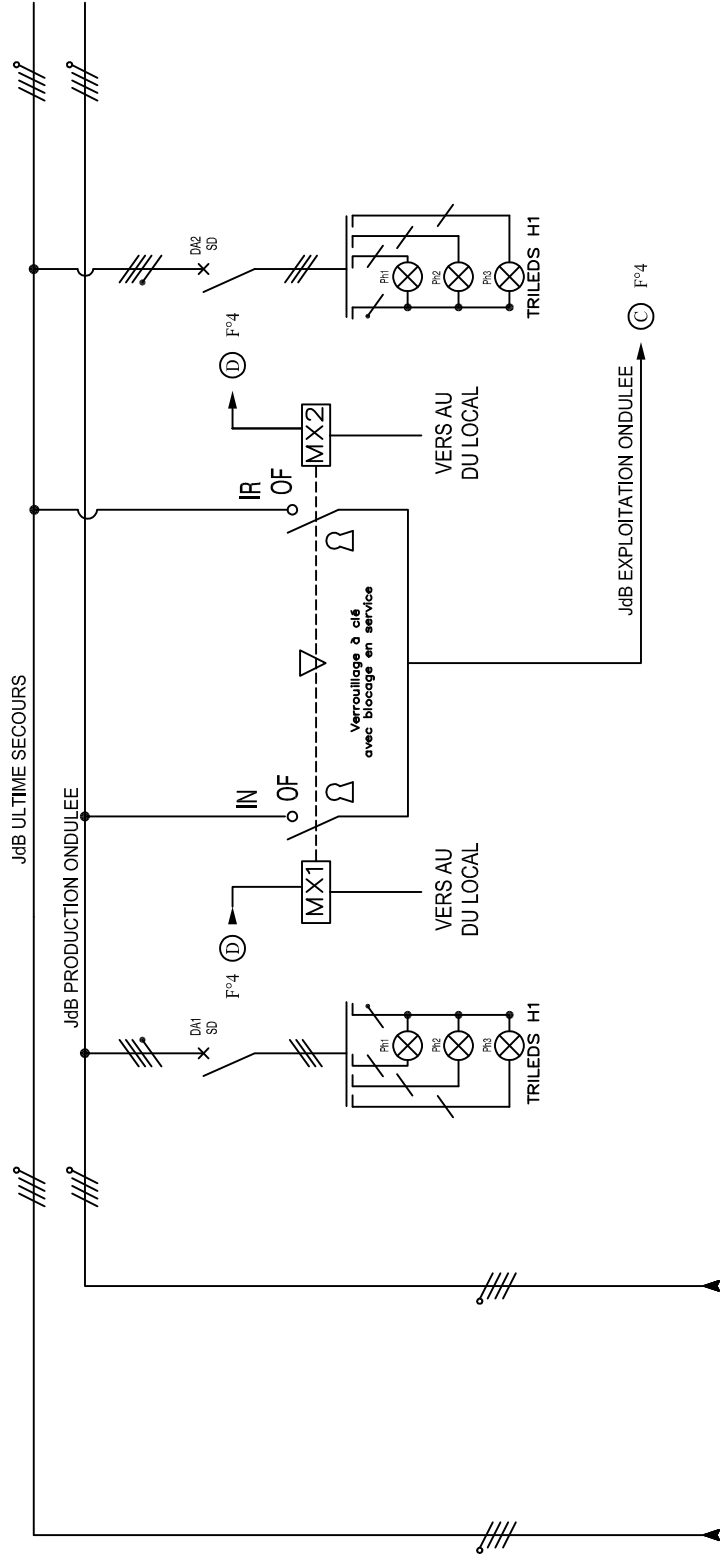 JdB ULTIME SECOURS
JdB PRODUCTION ONDULEE
DA1
SD
Ph1
Ph2
Ph3
TRILEDS H1
F°4 D
MX1
VERS AU
DU LOCAL
IN
OF
Verrouillage à clé
avec blocage en service
IR
OF
MX2
D F°4
VERS AU
DU LOCAL
DA2
SD
Ph1
Ph2
Ph3
TRILEDS H1
JdB EXPLOITATION ONDULEE
C F°4